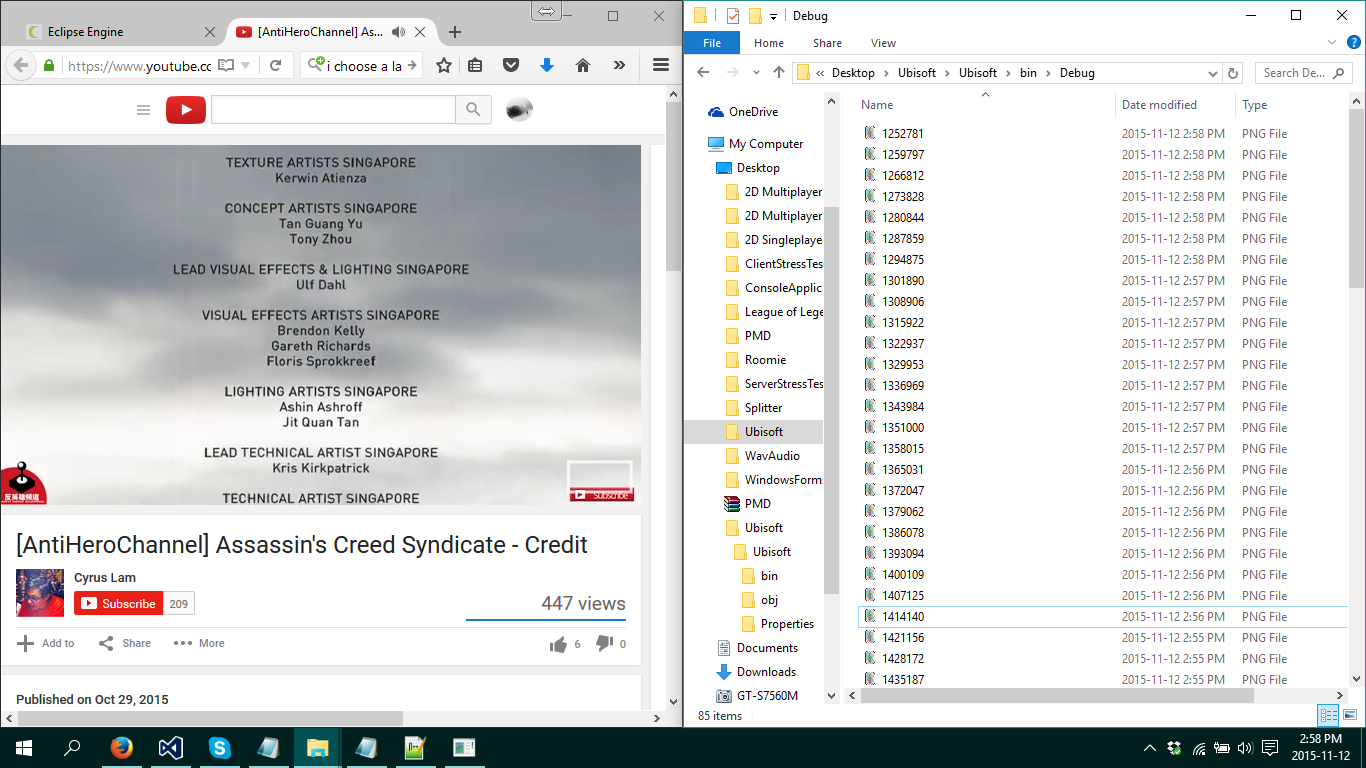 Eclipse Engine
[AntiHeroChannel] As...
https://www.youtube.cc
i choose a la
TEXTURE ARTISTS SINGAPORE
Kerwin Atienza
CONCEPT ARTISTS SINGAPORE
Tan Guang Yu
Tony Zhou
LEAD VISUAL EFFECTS & LIGHTING SINGAPORE
Ulf Dahl
VISUAL EFFECTS ARTISTS SINGAPORE
Brendon Kelly
Gareth Richards
Floris Sprokkreef
LIGHTING ARTISTS SINGAPORE
Ashin Ashroff
Jit Quan Tan
LEAD TECHNICAL ARTIST SINGAPORE
Kris Kirkpatrick
TECHNICAL ARTIST SINGAPORE
反英雄頻道
Subscribe
[AntiHeroChannel] Assassin's Creed Syndicate - Credit
Cyrus Lam
Subscribe 209
447 views
Add to Share More 6 0
Published on Oct 29, 2015
Debug
File Home Share View
« Desktop Ubisoft Ubisoft bin Debug
Search De...
OneDrive
My Computer
Desktop
2D Multiplayer
2D Multiplayer
2D Singleplaye
ClientStressTes
ConsoleApplic
League of Lege
PMD
Roomie
ServerStressTes
Splitter
Ubisoft
WavAudio
WindowsForm
PMD
Ubisoft
Ubisoft
bin
obj
Properties
Documents
Downloads
GT-S7560M
Name Date modified Type
1252781 2015-11-12 2:58 PM PNG File
1259797 2015-11-12 2:58 PM PNG File
1266812 2015-11-12 2:58 PM PNG File
1273828 2015-11-12 2:58 PM PNG File
1280844 2015-11-12 2:58 PM PNG File
1287859 2015-11-12 2:58 PM PNG File
1294875 2015-11-12 2:58 PM PNG File
1301890 2015-11-12 2:57 PM PNG File
1308906 2015-11-12 2:57 PM PNG File
1315922 2015-11-12 2:57 PM PNG File
1322937 2015-11-12 2:57 PM PNG File
1329953 2015-11-12 2:57 PM PNG File
1336969 2015-11-12 2:57 PM PNG File
1343984 2015-11-12 2:57 PM PNG File
1351000 2015-11-12 2:57 PM PNG File
1358015 2015-11-12 2:57 PM PNG File
1365031 2015-11-12 2:56 PM PNG File
1372047 2015-11-12 2:56 PM PNG File
1379062 2015-11-12 2:56 PM PNG File
1386078 2015-11-12 2:56 PM PNG File
1393094 2015-11-12 2:56 PM PNG File
1400109 2015-11-12 2:56 PM PNG File
1407125 2015-11-12 2:56 PM PNG File
1414140 2015-11-12 2:56 PM PNG File
1421156 2015-11-12 2:55 PM PNG File
1428172 2015-11-12 2:55 PM PNG File
1435187 2015-11-12 2:55 PM PNG File
85 items
2:58 PM
2015-11-12